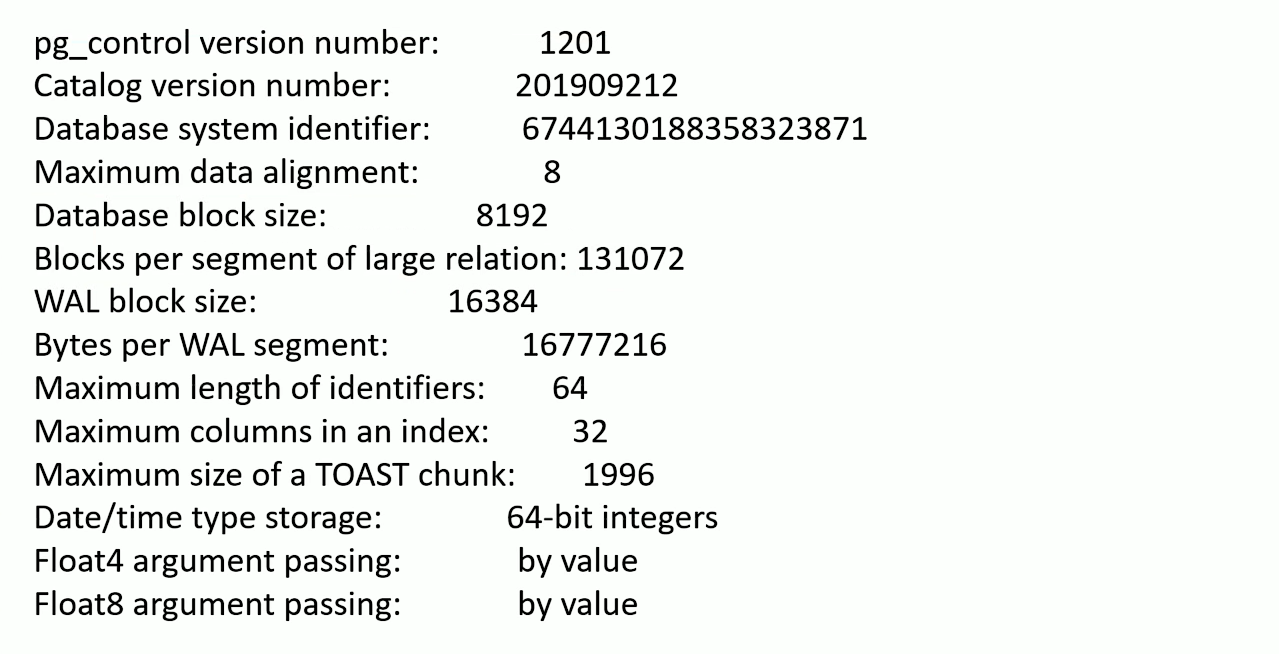 pg_control version number: 1201
Catalog version number: 201909212
Database system identifier: 6744130188358323871
Maximum data alignment: 8
Database block size: 8192
Blocks per segment of large relation: 131072
WAL block size: 16384
Bytes per WAL segment: 16777216
Maximum length of identifiers: 64
Maximum columns in an index: 32
Maximum size of a TOAST chunk: 1996
Date/time type storage: 64-bit integers
Float4 argument passing: by value
Float8 argument passing: by value